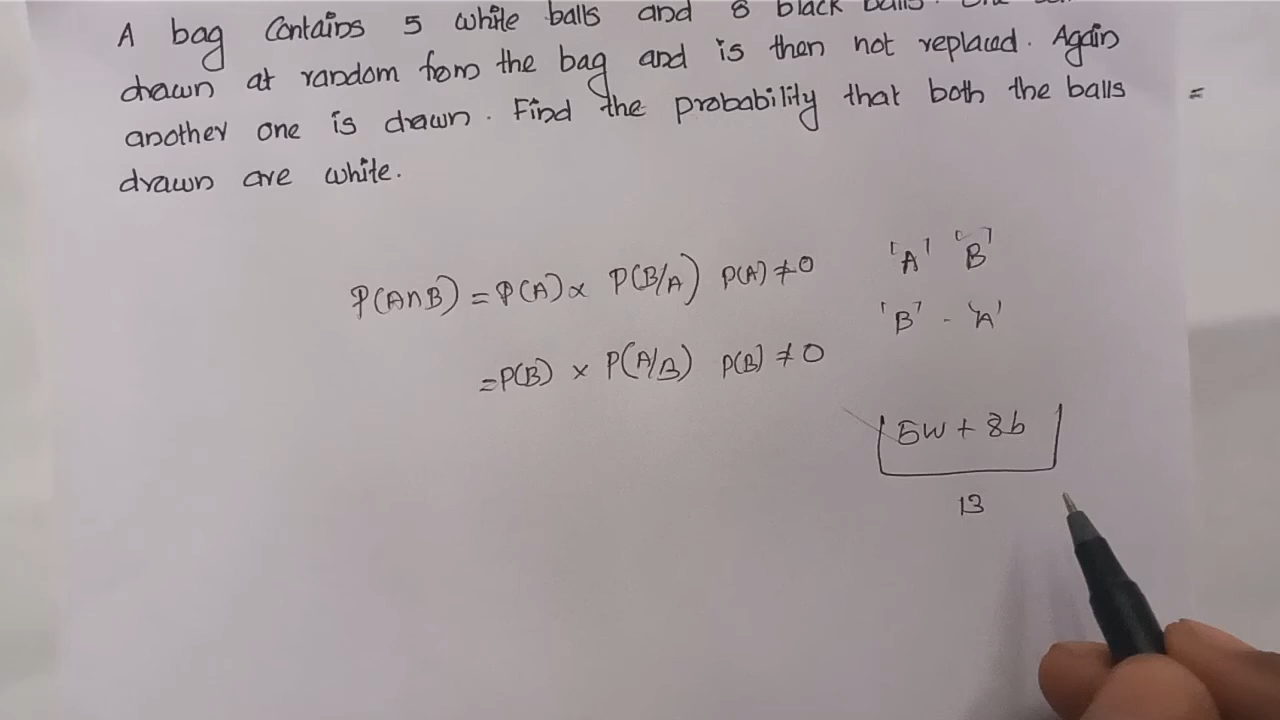 A bag Contains 5 white balls and 8 black balls. One
drawn at random from the bag and is then not replaced. Again
another one is drawn. Find the probability that both the balls =
drawn are white.
P(A∩B) = P(A) × P(B/A) P(A) ≠ 0 'A' 'B'
= P(B) × P(A/B) P(B) ≠ 0 'B' - 'A'
5W + 8b
13